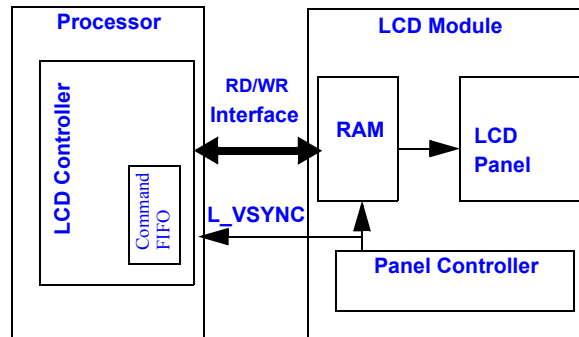 Processor
LCD Controller
Command
FIFO
RD/WR
Interface
L_VSYNC
LCD Module
RAM
LCD
Panel
Panel Controller